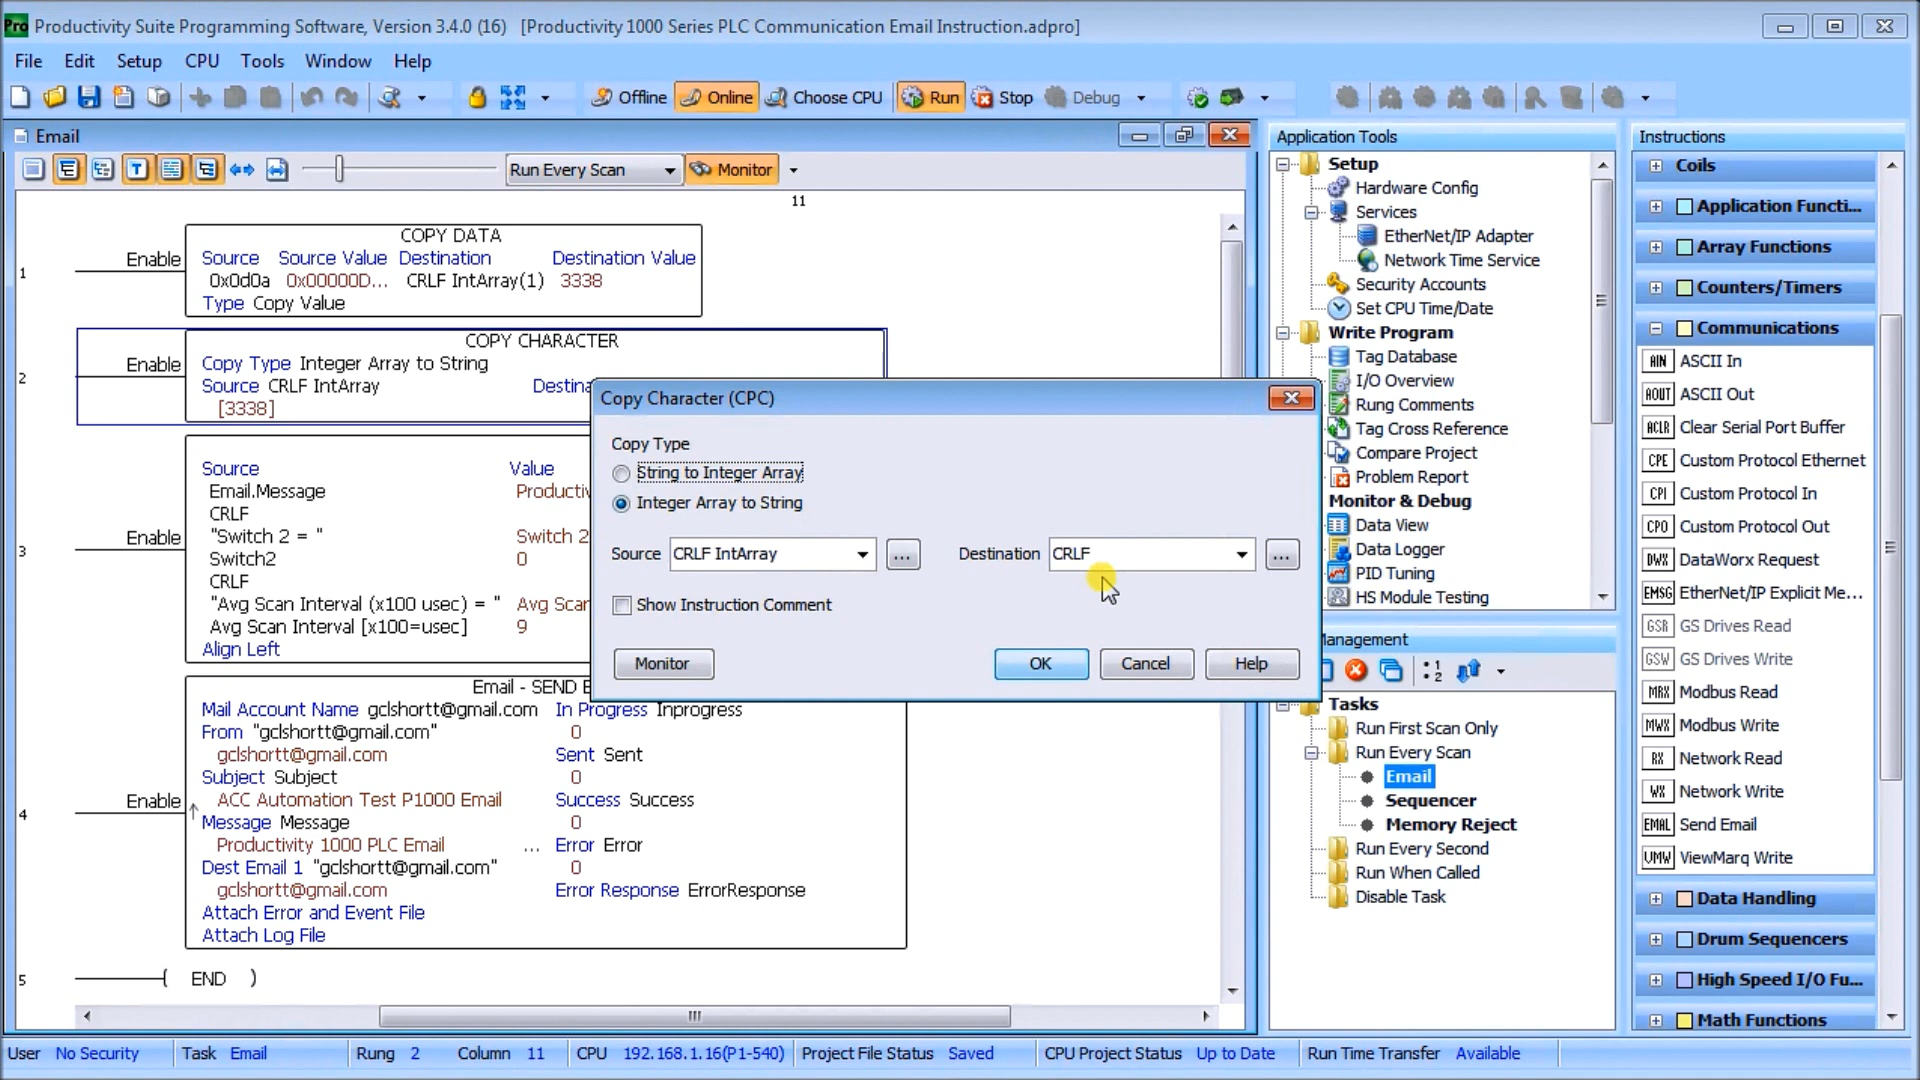 Pro Productivity Suite Programming Software, Version 3.4.0 (16) [Productivity 1000 Series PLC Communication Email Instruction.adpro]
File Edit Setup CPU Tools Window Help
Offline Online Choose CPU Run Stop Debug
Email
Run Every Scan Monitor
11
1
Enable
COPY DATA
Source Source Value Destination Destination Value
0x0d0a 0x00000D... CRLF IntArray(1) 3338
Type Copy Value
2
Enable
COPY CHARACTER
Copy Type Integer Array to String
Source CRLF IntArray Destina
[3338]
3
Enable
Source Value
Email.Message Productiv
CRLF
"Switch 2 = " Switch 2
Switch2 0
CRLF
"Avg Scan Interval (x100 usec) = " Avg Scan
Avg Scan Interval [x100=usec] 9
Align Left
4
Enable
Email - SEND E
Mail Account Name gclshortt@gmail.com In Progress Inprogress
From "gclshortt@gmail.com" 0
gclshortt@gmail.com Sent Sent
Subject Subject 0
ACC Automation Test P1000 Email Success Success
Message Message 0
Productivity 1000 PLC Email ... Error Error
Dest Email 1 "gclshortt@gmail.com" 0
gclshortt@gmail.com Error Response ErrorResponse
Attach Error and Event File
Attach Log File
5
( END )
Copy Character (CPC)
Copy Type
String to Integer Array
Integer Array to String
Source CRLF IntArray ... Destination CRLF ...
Show Instruction Comment
Monitor OK Cancel Help
Application Tools
Setup
Hardware Config
Services
EtherNet/IP Adapter
Network Time Service
Security Accounts
Set CPU Time/Date
Write Program
Tag Database
I/O Overview
Rung Comments
Tag Cross Reference
Compare Project
Problem Report
Monitor & Debug
Data View
Data Logger
PID Tuning
HS Module Testing
Management
Tasks
Run First Scan Only
Run Every Scan
Email
Sequencer
Memory Reject
Run Every Second
Run When Called
Disable Task
Instructions
Coils
Application Functi...
Array Functions
Counters/Timers
Communications
AIN ASCII In
AOUT ASCII Out
ACLR Clear Serial Port Buffer
CPE Custom Protocol Ethernet
CPI Custom Protocol In
CPO Custom Protocol Out
DWX DataWorx Request
EMSG EtherNet/IP Explicit Me...
GSR GS Drives Read
GSW GS Drives Write
MRX Modbus Read
MWX Modbus Write
RX Network Read
WX Network Write
EMAL Send Email
VMW ViewMarq Write
Data Handling
Drum Sequencers
High Speed I/O Fu...
Math Functions
User No Security Task Email Rung 2 Column 11 CPU 192.168.1.16(P1-540) Project File Status Saved CPU Project Status Up to Date Run Time Transfer Available